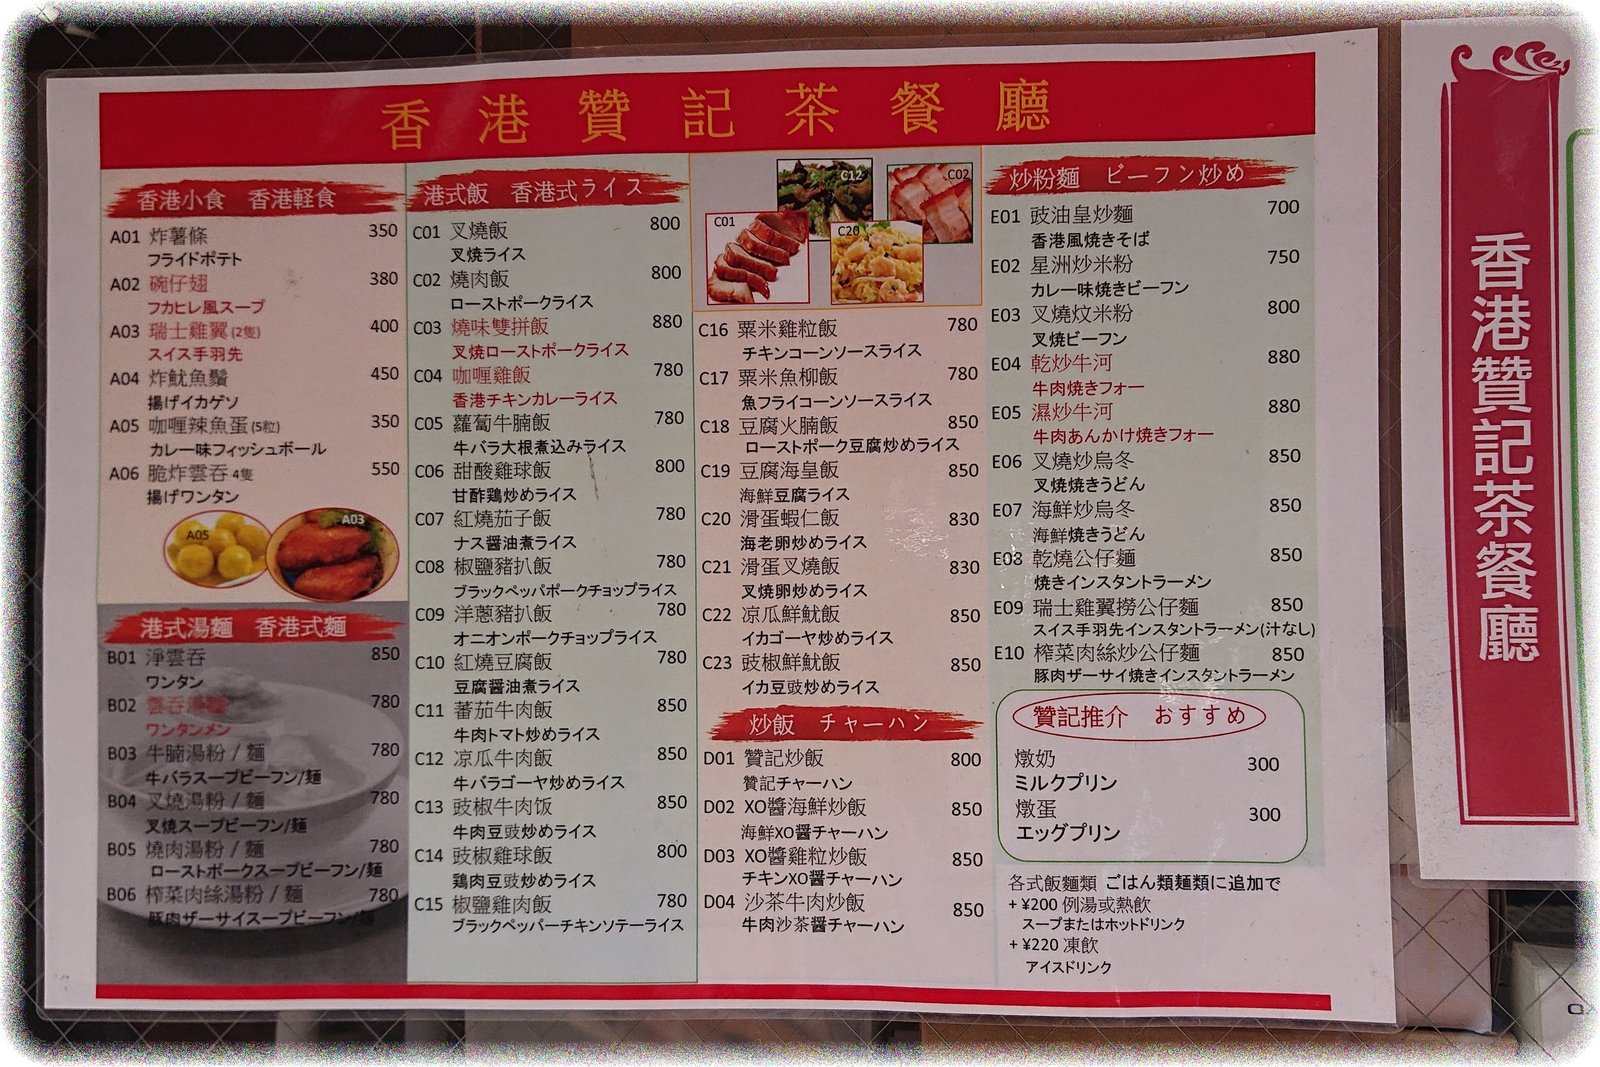 香港贊記茶餐廳
香港小食 香港軽食
A01 炸薯條 350
フライドポテト
A02 碗仔翅 380
フカヒレ風スープ
A03 瑞士雞翼(2隻) 400
スイス手羽先
A04 炸魷魚鬚 450
揚げイカゲソ
A05 咖喱辣魚蛋(5粒) 350
カレー味フィッシュボール
A06 脆炸雲吞 4隻 550
揚げワンタン
A05
A03
港式湯麵 香港式麺
B01 淨雲吞 850
ワンタン
B02 雲吞湯麵 780
ワンタンメン
B03 牛腩湯粉 / 麵 780
牛バラスープビーフン/麺
B04 叉燒湯粉 / 麵 780
叉焼スープビーフン/麺
B05 燒肉湯粉 / 麵 780
ローストポークスープビーフン/麺
B06 榨菜肉絲湯粉 / 麵 780
豚肉ザーサイスープビーフン/麺
港式飯 香港式ライス
C01 叉燒飯 800
叉焼ライス
C02 燒肉飯 800
ローストポークライス
C03 燒味雙拼飯 880
叉焼ローストポークライス
C04 咖喱雞飯 780
香港チキンカレーライス
C05 蘿蔔牛腩飯 780
牛バラ大根煮込みライス
C06 甜酸雞球飯 800
甘酢鶏炒めライス
C07 紅燒茄子飯 780
ナス醤油煮ライス
C08 椒鹽豬扒飯 780
ブラックペッパポークチョップライス
C09 洋蔥豬扒飯 780
オニオンポークチョップライス
C10 紅燒豆腐飯 780
豆腐醤油煮ライス
C11 蕃茄牛肉飯 850
牛肉トマト炒めライス
C12 凉瓜牛肉飯 850
牛バラゴーヤ炒めライス
C13 豉椒牛肉饭 850
牛肉豆豉炒めライス
C14 豉椒雞球飯 800
鶏肉豆豉炒めライス
C15 椒鹽雞肉飯 780
ブラックペッパーチキンソテーライス
C01
C12
C02
C20
C16 粟米雞粒飯 780
チキンコーンソースライス
C17 粟米魚柳飯 780
魚フライコーンソースライス
C18 豆腐火腩飯 850
ローストポーク豆腐炒めライス
C19 豆腐海皇飯 850
海鮮豆腐ライス
C20 滑蛋蝦仁飯 830
海老卵炒めライス
C21 滑蛋叉燒飯 830
叉焼卵炒めライス
C22 凉瓜鮮魷飯 850
イカゴーヤ炒めライス
C23 豉椒鮮魷飯 850
イカ豆豉炒めライス
炒飯 チャーハン
D01 贊記炒飯 800
贊記チャーハン
D02 XO醬海鮮炒飯 850
海鮮XO醤チャーハン
D03 XO醬雞粒炒飯 850
チキンXO醤チャーハン
D04 沙茶牛肉炒飯 850
牛肉沙茶醤チャーハン
炒粉麵 ビーフン炒め
E01 豉油皇炒麵 700
香港風焼きそば
E02 星洲炒米粉 750
カレー味焼きビーフン
E03 叉燒炆米粉 800
叉焼ビーフン
E04 乾炒牛河 880
牛肉焼きフォー
E05 濕炒牛河 880
牛肉あんかけ焼きフォー
E06 叉燒炒烏冬 850
叉焼焼きうどん
E07 海鮮炒烏冬 850
海鮮焼きうどん
E08 乾燒公仔麵 850
焼きインスタントラーメン
E09 瑞士雞翼撈公仔麵 850
スイス手羽先インスタントラーメン(汁なし)
E10 榨菜肉絲炒公仔麵 850
豚肉ザーサイ焼きインスタントラーメン
贊記推介 おすすめ
燉奶 300
ミルクプリン
燉蛋 300
エッグプリン
各式飯麵類 ごはん類麺類に追加で
+ ¥200 例湯或熱飲
スープまたはホットドリンク
+ ¥220 凍飲
アイスドリンク
香港贊記茶餐廳